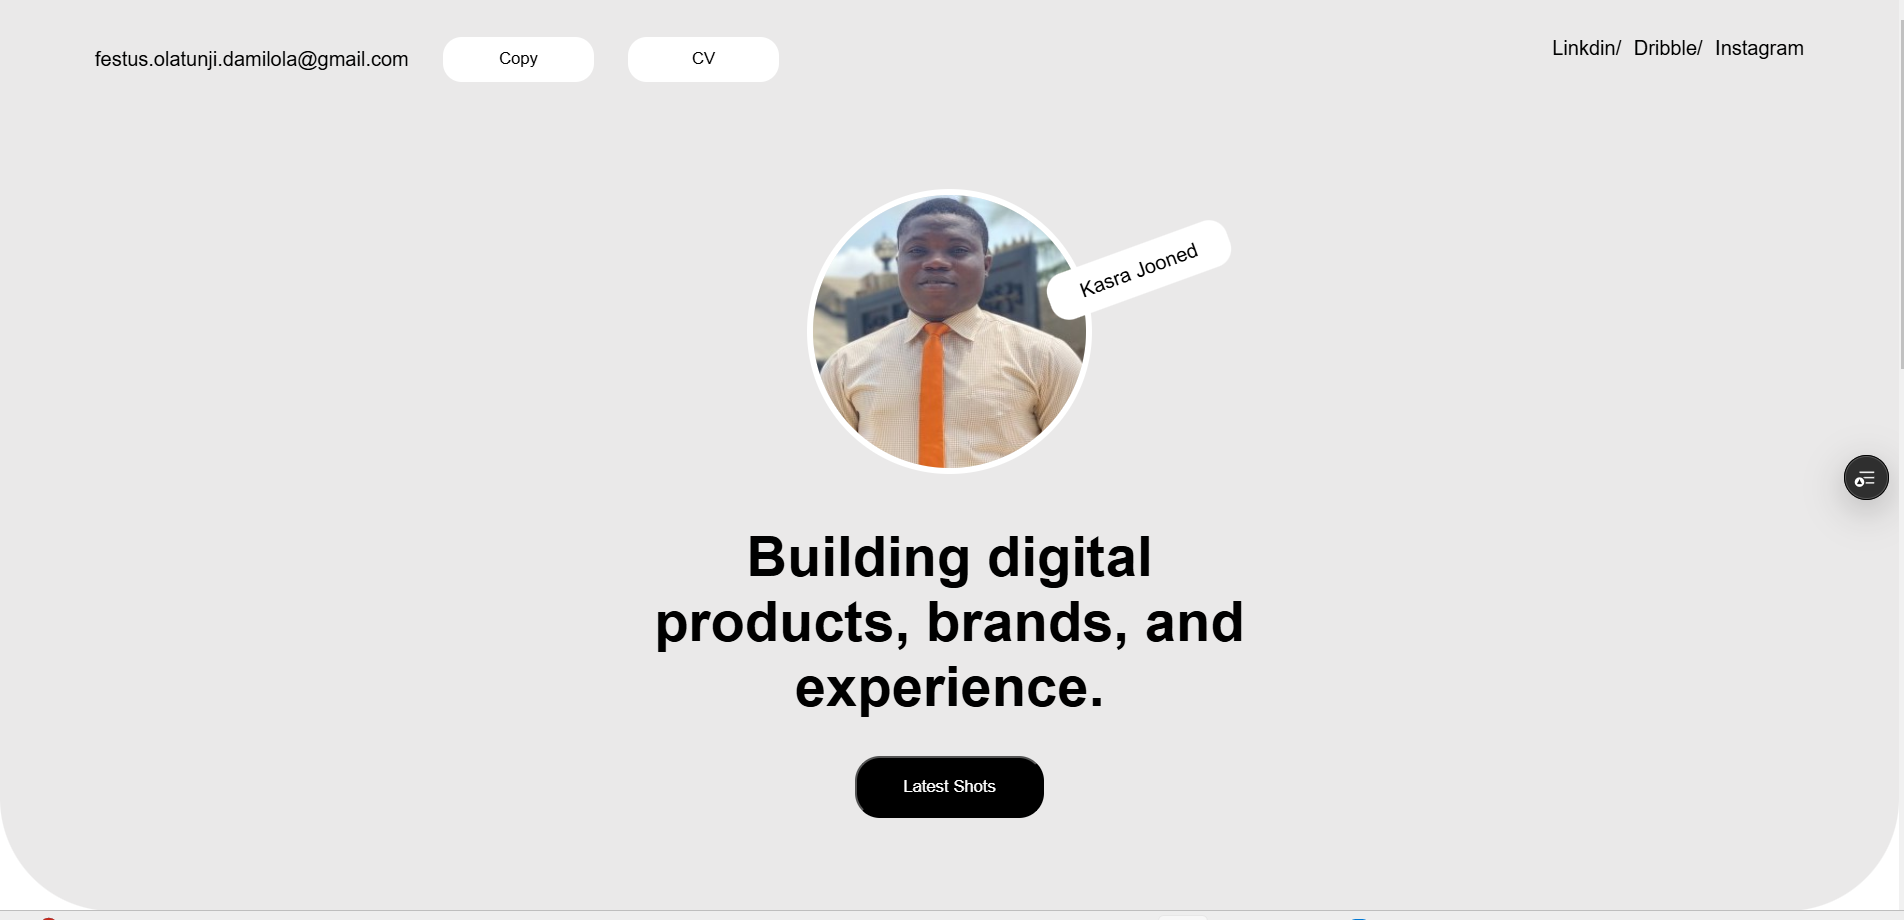 festus.olatunji.damilola@gmail.com Copy CV Linkdin/ Dribble/ Instagram
Kasra Jooned
Building digital
products, brands, and
experience.
Latest Shots